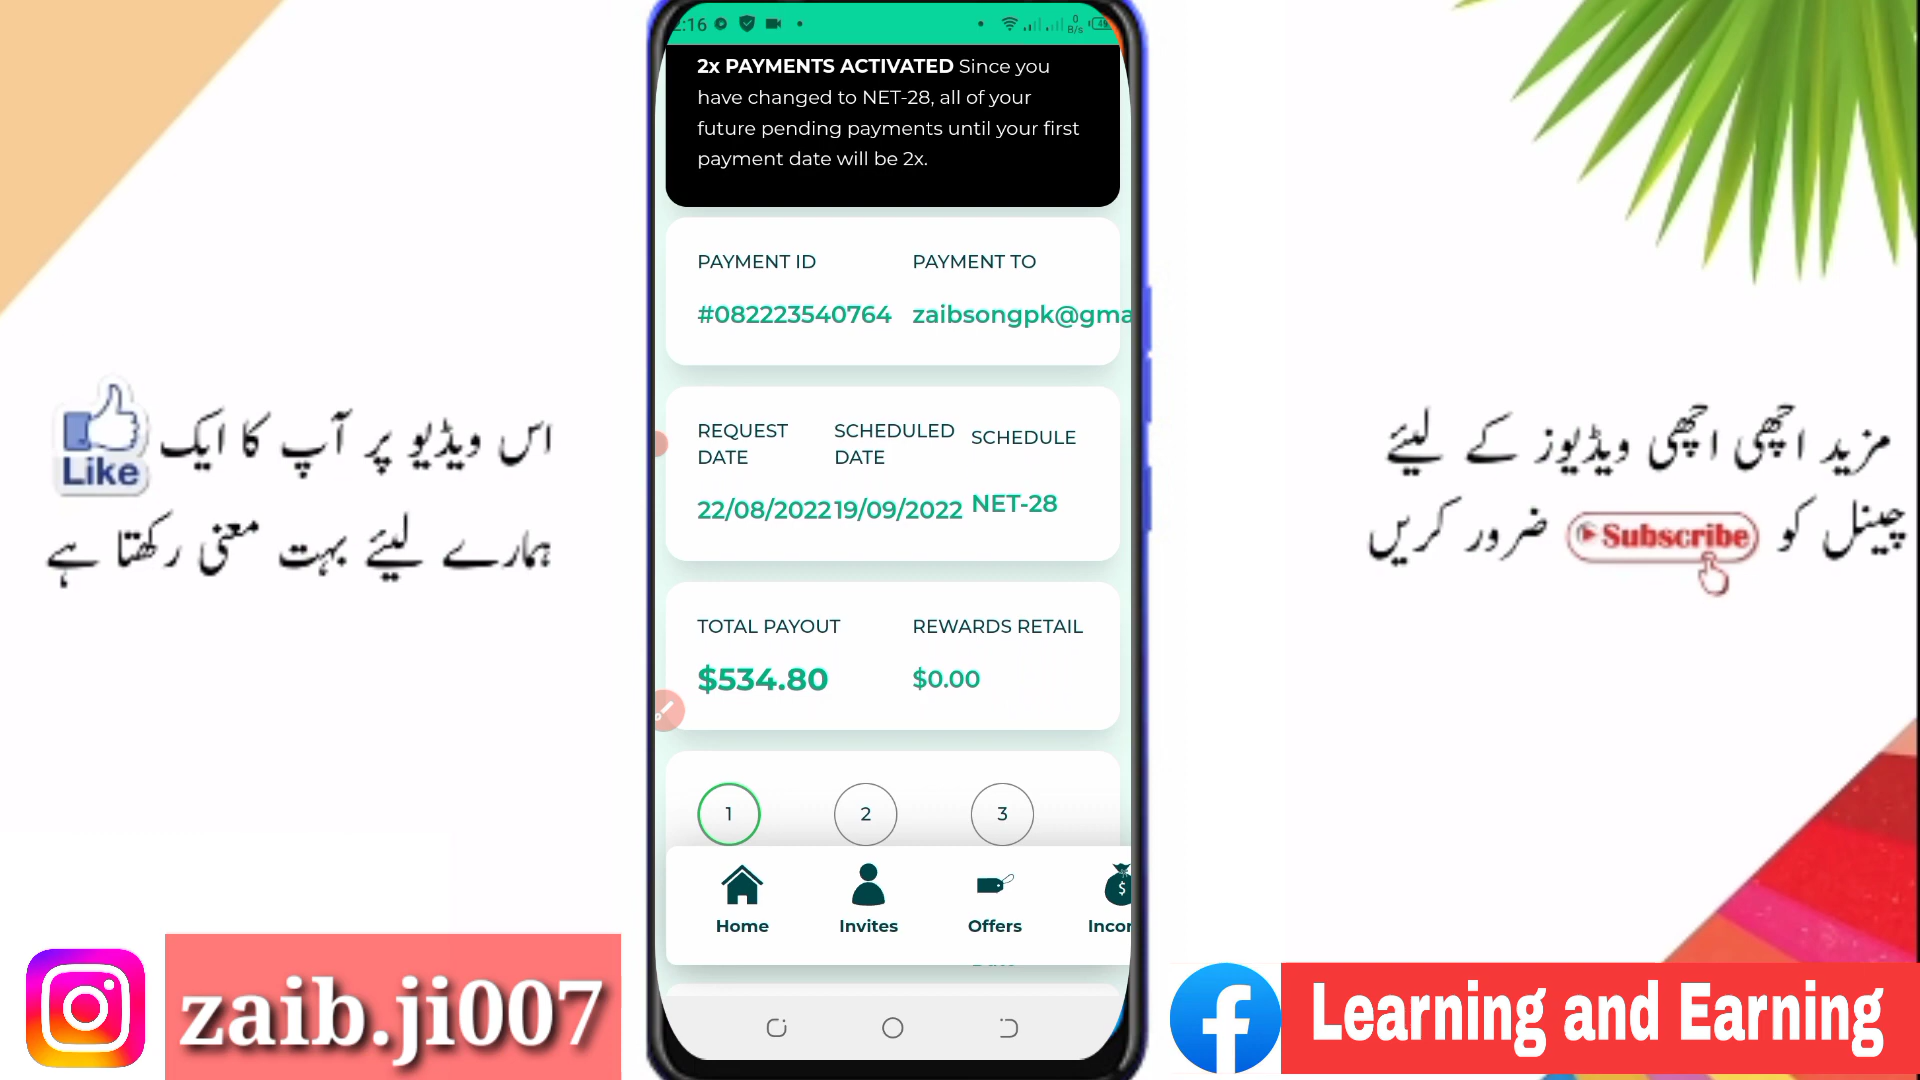 2:16
0
B/s
2x PAYMENTS ACTIVATED Since you
have changed to NET-28, all of your
future pending payments until your first
payment date will be 2x.
PAYMENT ID
#082223540764
PAYMENT TO
zaibsongpk@gma
REQUEST
DATE
22/08/2022
SCHEDULED
DATE
19/09/2022
SCHEDULE
NET-28
TOTAL PAYOUT
$534.80
REWARDS RETAIL
$0.00
1
2
3
Home
Invites
Offers
Incor
اس ویڈیو پر آپ کا ایک
Like
ہمارے لیئے بہت معنی رکھتا ہے
مزید اچھی اچھی ویڈیوز کے لیئے
چینل کو Subscribe ضرور کریں
zaib.ji007
Learning and Earning